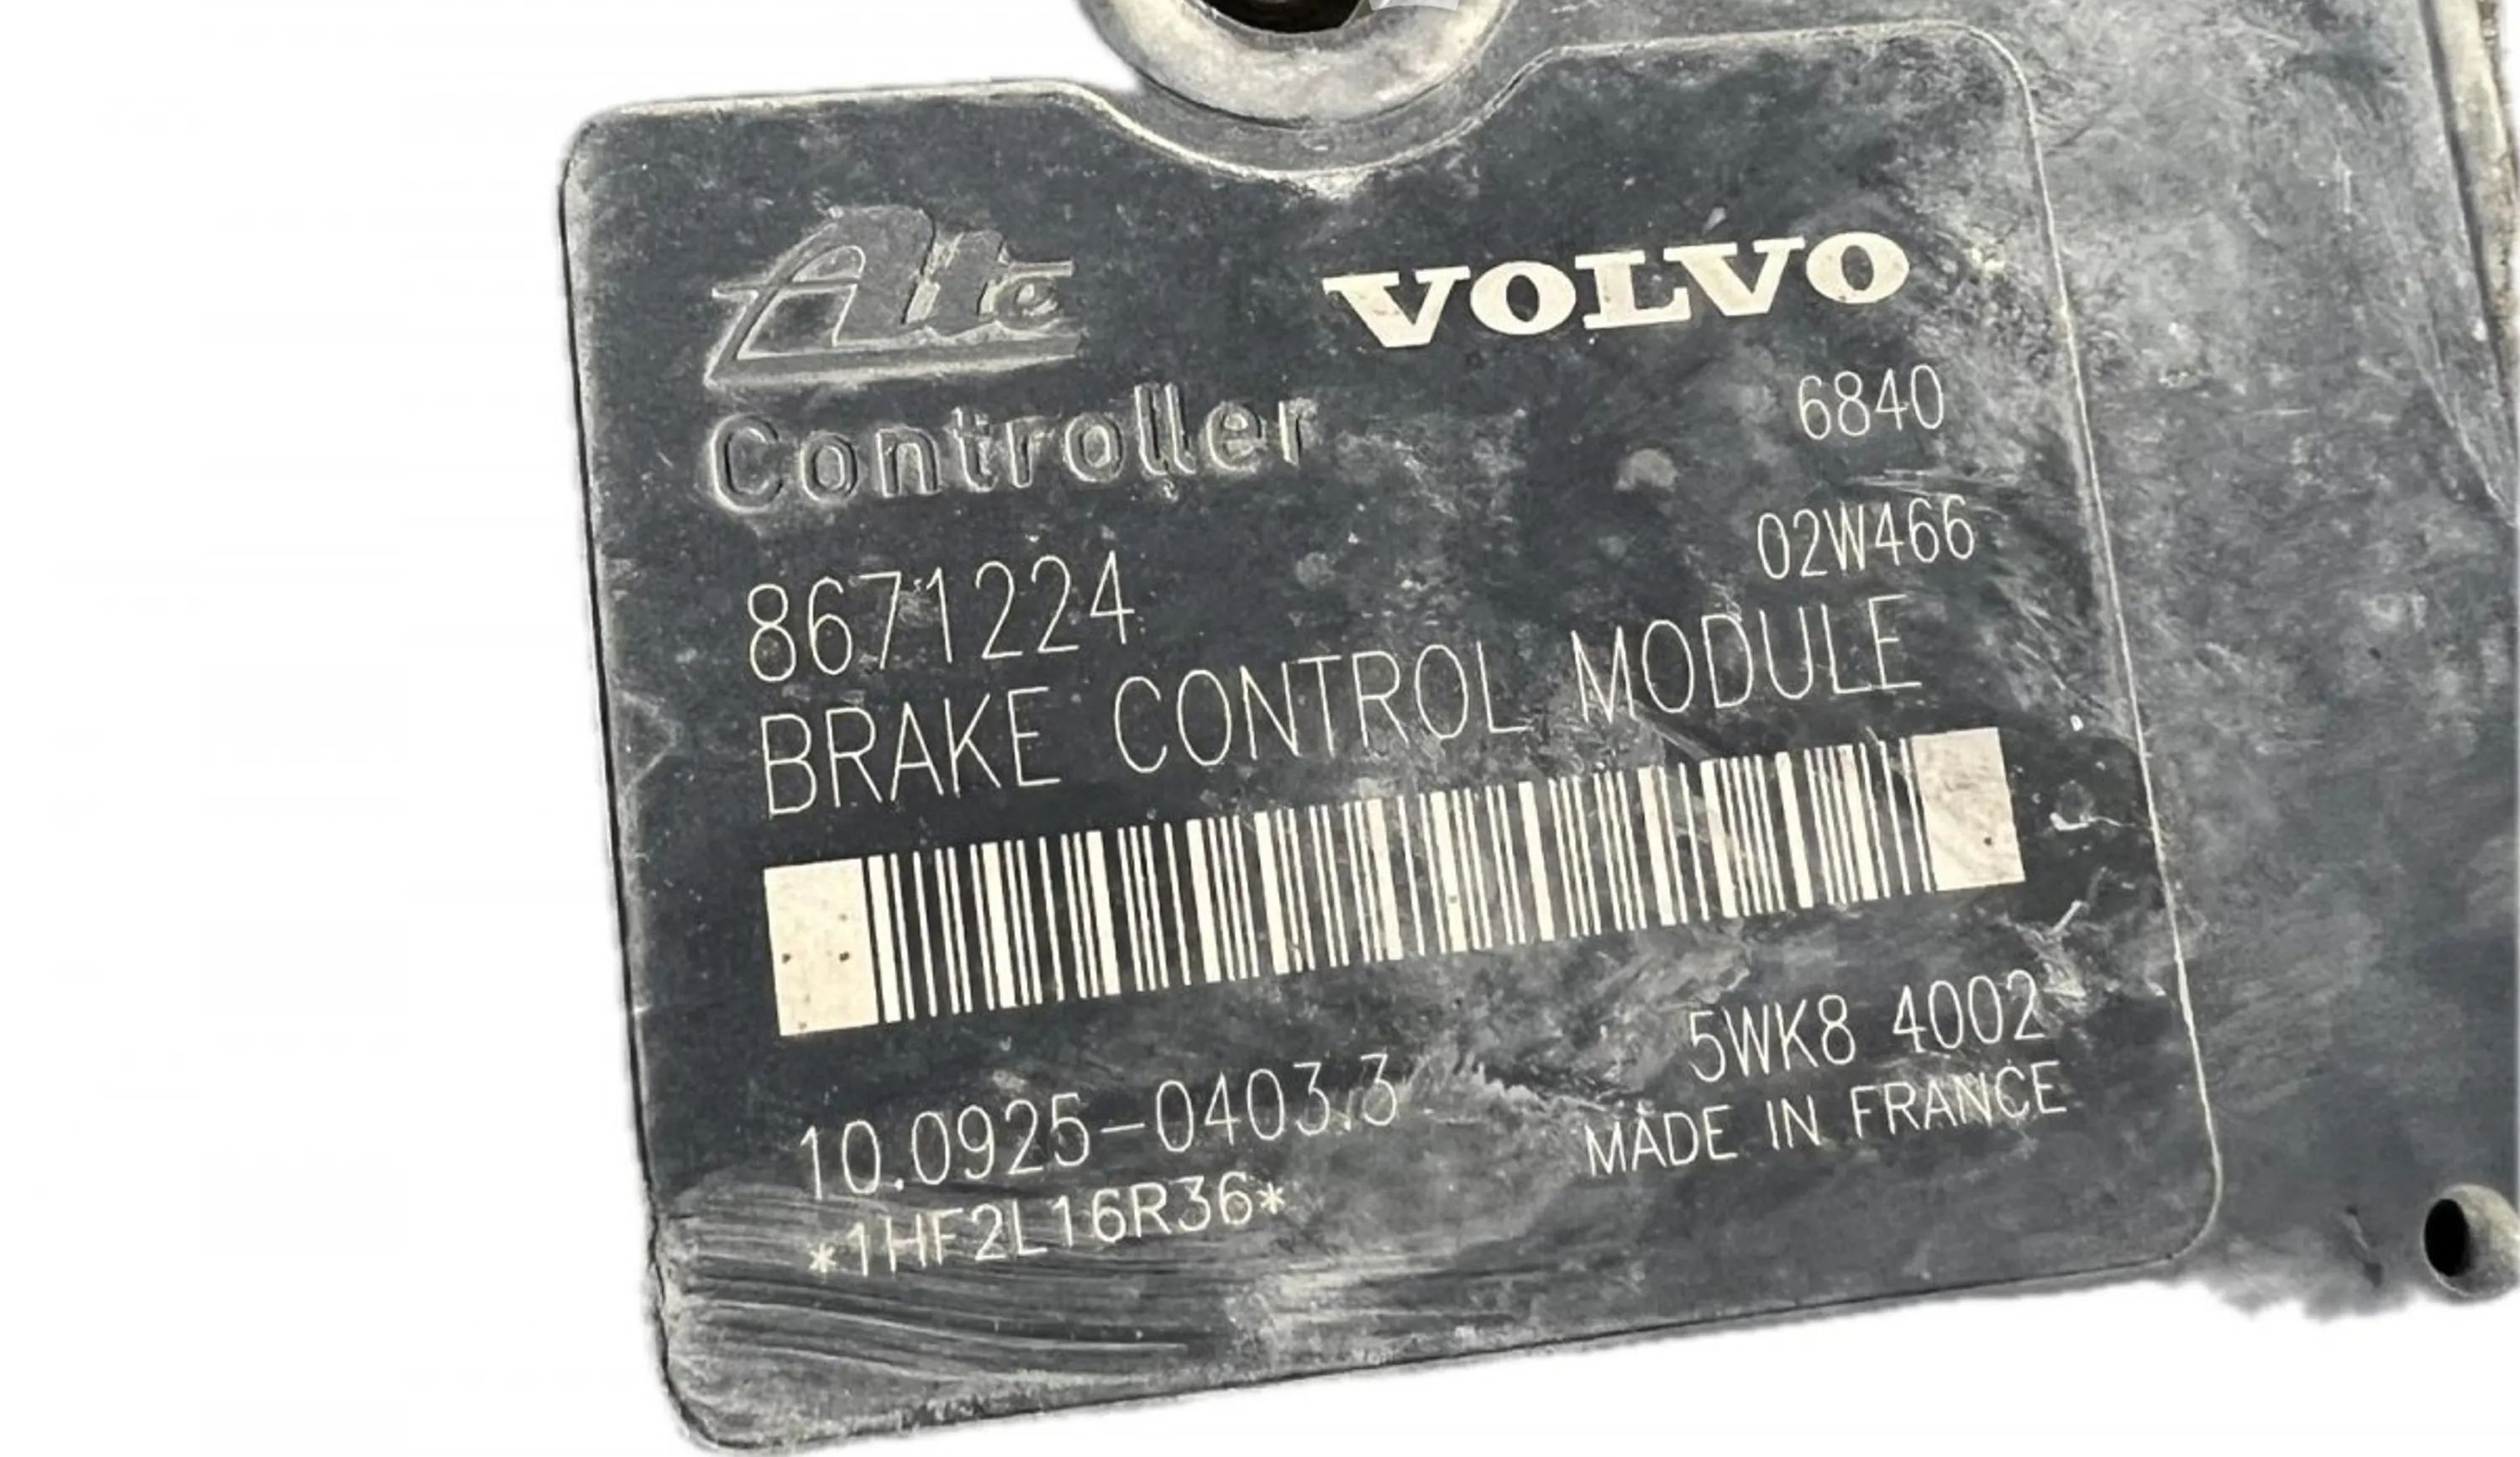 Ate
VOLVO
Controller
6840
02W466
8671224
BRAKE CONTROL MODULE
10.0925-0403.3
5WK8 4002
MADE IN FRANCE
*1HF2L16R36*